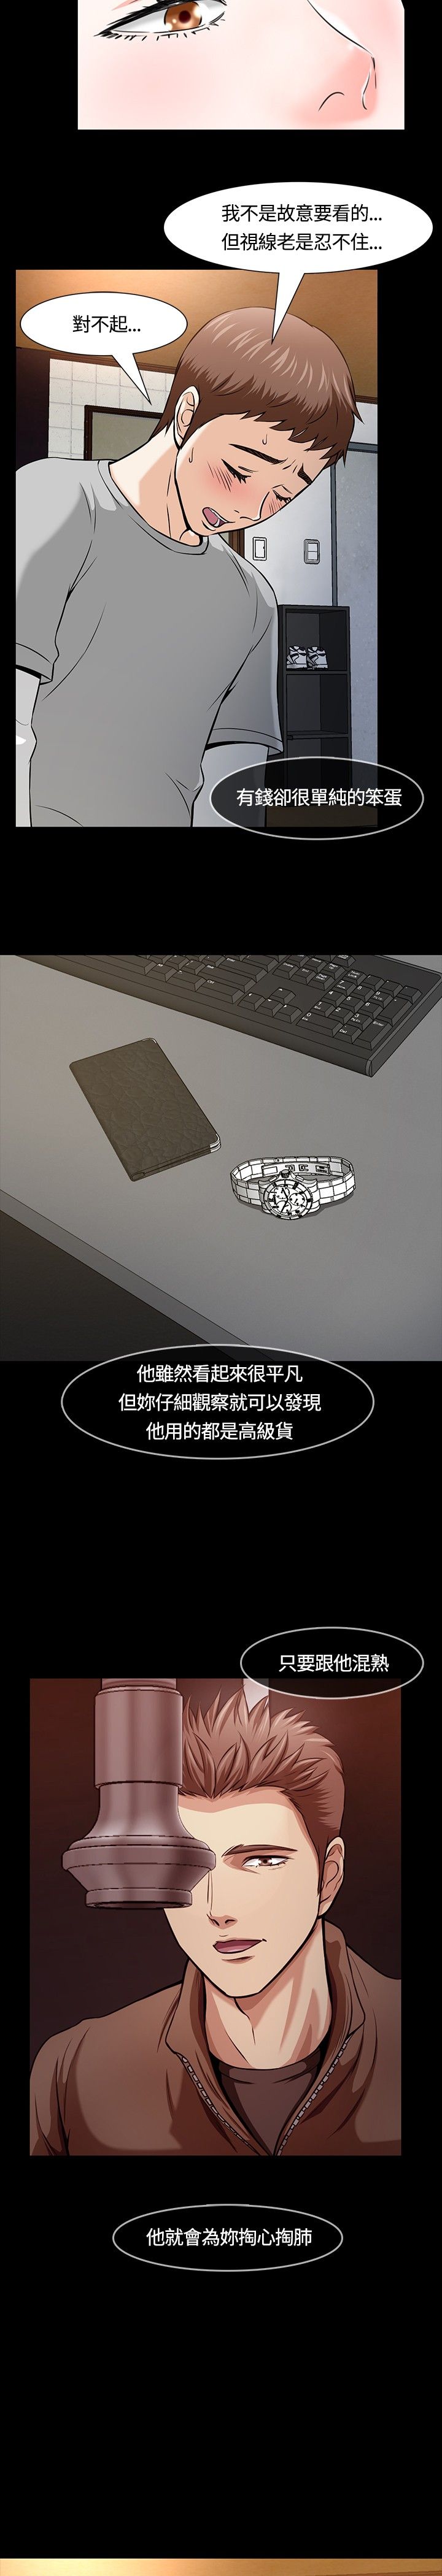 我不是故意要看的...
但視線老是忍不住...
對不起...
有錢卻很單純的笨蛋
他雖然看起來很平凡
但妳仔細觀察就可以發現
他用的都是高級貨
只要跟他混熟
他就會為妳掏心掏肺